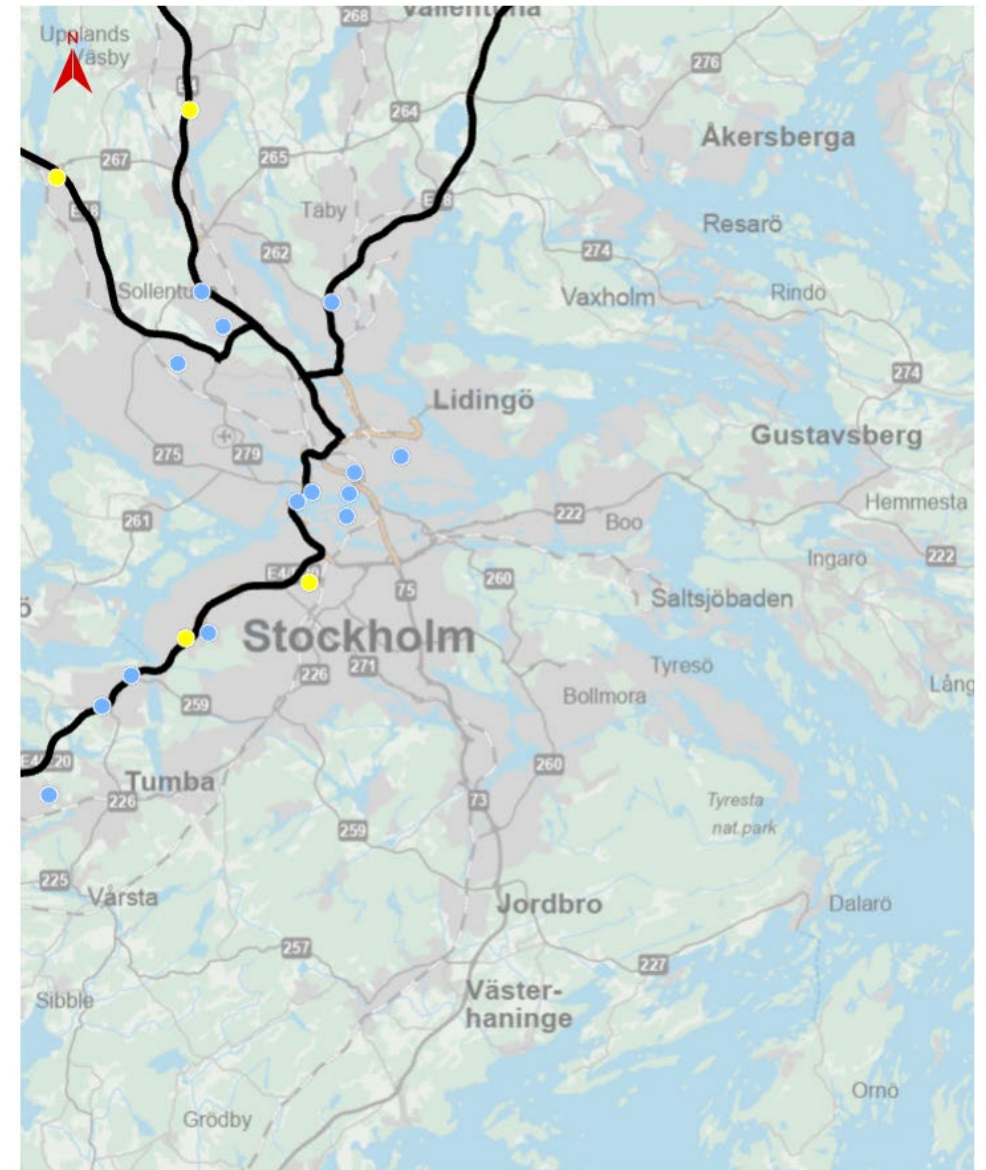 Vallentuna
268
Upplands
Väsby
N
276
E4
264
Åkersberga
267
265
E18
E18
Täby
Resarö
262
274
Sollentu
Vaxholm
Rindö
274
Lidingö
Gustavsberg
275
279
Hemmesta
222
261
Boo
Ingarö
222
E4/E20
260
75
Saltsjöbaden
ö
Stockholm
271
Tyresö
226
Lång
Bollmora
259
E4/E20
260
Tumba
226
73
Tyresta
nat.park
259
225
Vårsta
Jordbro
Dalarö
257
227
Väster-
haninge
Sibble
Ornö
Grödby